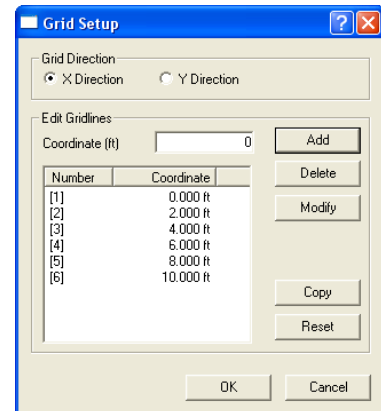 Grid Setup
Grid Direction
X Direction Y Direction
Edit Gridlines
Coordinate (ft) 0 Add
Number Coordinate Delete
[1] 0.000 ft
[2] 2.000 ft Modify
[3] 4.000 ft
[4] 6.000 ft
[5] 8.000 ft
[6] 10.000 ft
Copy
Reset
OK Cancel